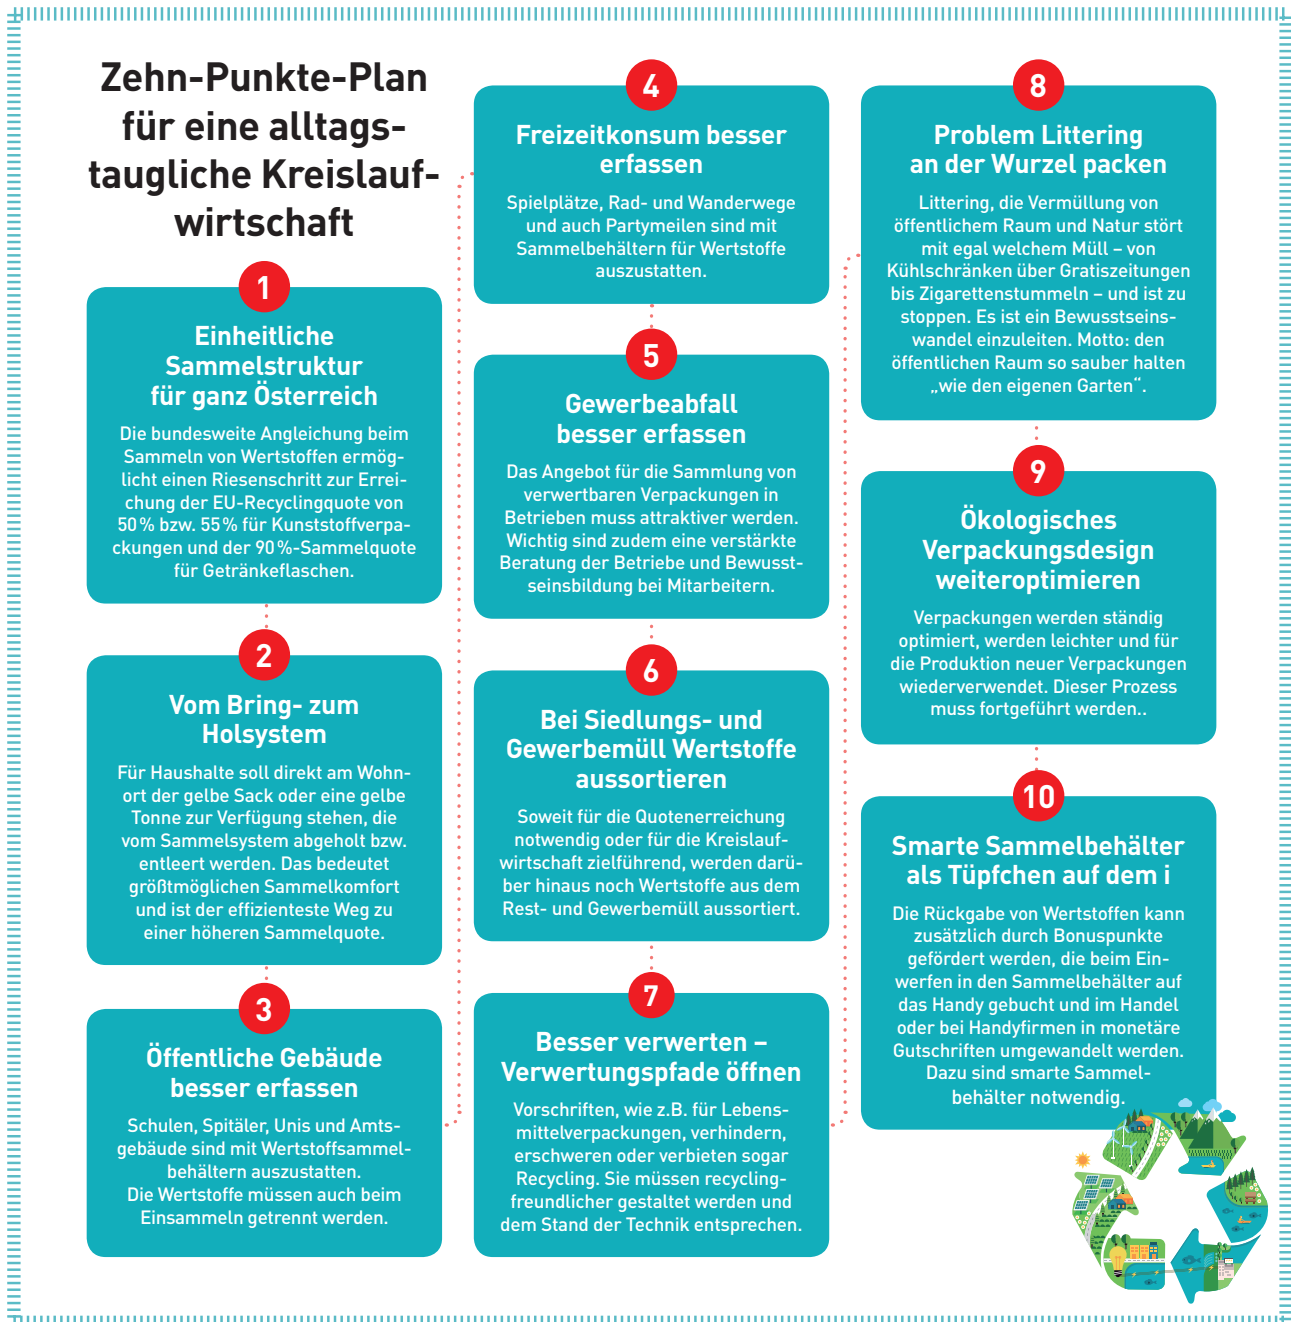 Zehn-Punkte-Plan
für eine alltags-
taugliche Kreislauf-
wirtschaft
1
Einheitliche
Sammelstruktur
für ganz Österreich
Die bundesweite Angleichung beim
Sammeln von Wertstoffen ermög-
licht einen Riesenschritt zur Errei-
chung der EU-Recyclingquote von
50 % bzw. 55 % für Kunststoffverpa-
ckungen und der 90 %-Sammelquote
für Getränkeflaschen.
2
Vom Bring- zum
Holsystem
Für Haushalte soll direkt am Wohn-
ort der gelbe Sack oder eine gelbe
Tonne zur Verfügung stehen, die
vom Sammelsystem abgeholt bzw.
entleert werden. Das bedeutet
größtmöglichen Sammelkomfort
und ist der effizienteste Weg zu
einer höheren Sammelquote.
3
Öffentliche Gebäude
besser erfassen
Schulen, Spitäler, Unis und Amts-
gebäude sind mit Wertstoffsammel-
behältern auszustatten.
Die Wertstoffe müssen auch beim
Einsammeln getrennt werden.
4
Freizeitkonsum besser
erfassen
Spielplätze, Rad- und Wanderwege
und auch Partymeilen sind mit
Sammelbehältern für Wertstoffe
auszustatten.
5
Gewerbeabfall
besser erfassen
Das Angebot für die Sammlung von
verwertbaren Verpackungen in
Betrieben muss attraktiver werden.
Wichtig sind zudem eine verstärkte
Beratung der Betriebe und Bewusst-
seinsbildung bei Mitarbeitern.
6
Bei Siedlungs- und
Gewerbemüll Wertstoffe
aussortieren
Soweit für die Quotenerreichung
notwendig oder für die Kreislauf-
wirtschaft zielführend, werden darü-
ber hinaus noch Wertstoffe aus dem
Rest- und Gewerbemüll aussortiert.
7
Besser verwerten –
Verwertungspfade öffnen
Vorschriften, wie z.B. für Lebens-
mittelverpackungen, verhindern,
erschweren oder verbieten sogar
Recycling. Sie müssen recycling-
freundlicher gestaltet werden und
dem Stand der Technik entsprechen.
8
Problem Littering
an der Wurzel packen
Littering, die Vermüllung von
öffentlichem Raum und Natur stört
mit egal welchem Müll – von
Kühlschränken über Gratiszeitungen
bis Zigarettenstummeln – und ist zu
stoppen. Es ist ein Bewusstseins-
wandel einzuleiten. Motto: den
öffentlichen Raum so sauber halten
„wie den eigenen Garten“.
9
Ökologisches
Verpackungsdesign
weiteroptimieren
Verpackungen werden ständig
optimiert, werden leichter und für
die Produktion neuer Verpackungen
wiederverwendet. Dieser Prozess
muss fortgeführt werden..
10
Smarte Sammelbehälter
als Tüpfchen auf dem i
Die Rückgabe von Wertstoffen kann
zusätzlich durch Bonuspunkte
gefördert werden, die beim Ein-
werfen in den Sammelbehälter auf
das Handy gebucht und im Handel
oder bei Handyfirmen in monetäre
Gutschriften umgewandelt werden.
Dazu sind smarte Sammel-
behälter notwendig.